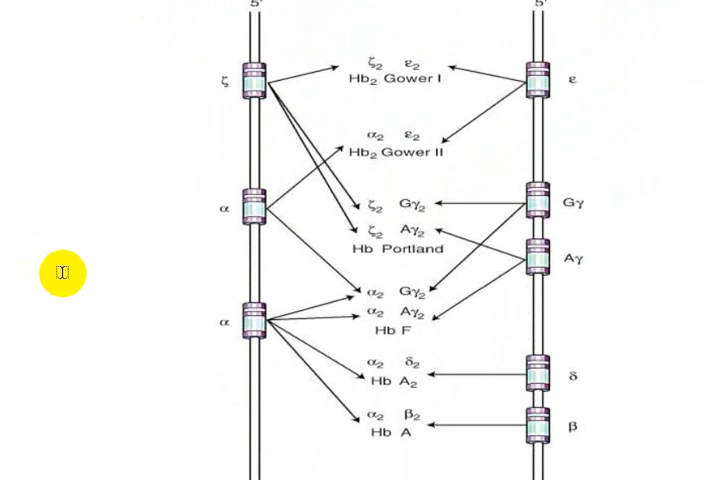 5' 5'
ζ ζ₂ ε₂ ε
Hb₂ Gower I
α₂ ε₂
Hb₂ Gower II
α ζ₂ Gγ₂ Gγ
ζ₂ Aγ₂
Hb Portland
Aγ
α₂ Gγ₂
α α₂ Aγ₂
Hb F
α₂ δ₂ δ
Hb A₂
α₂ β₂ β
Hb A